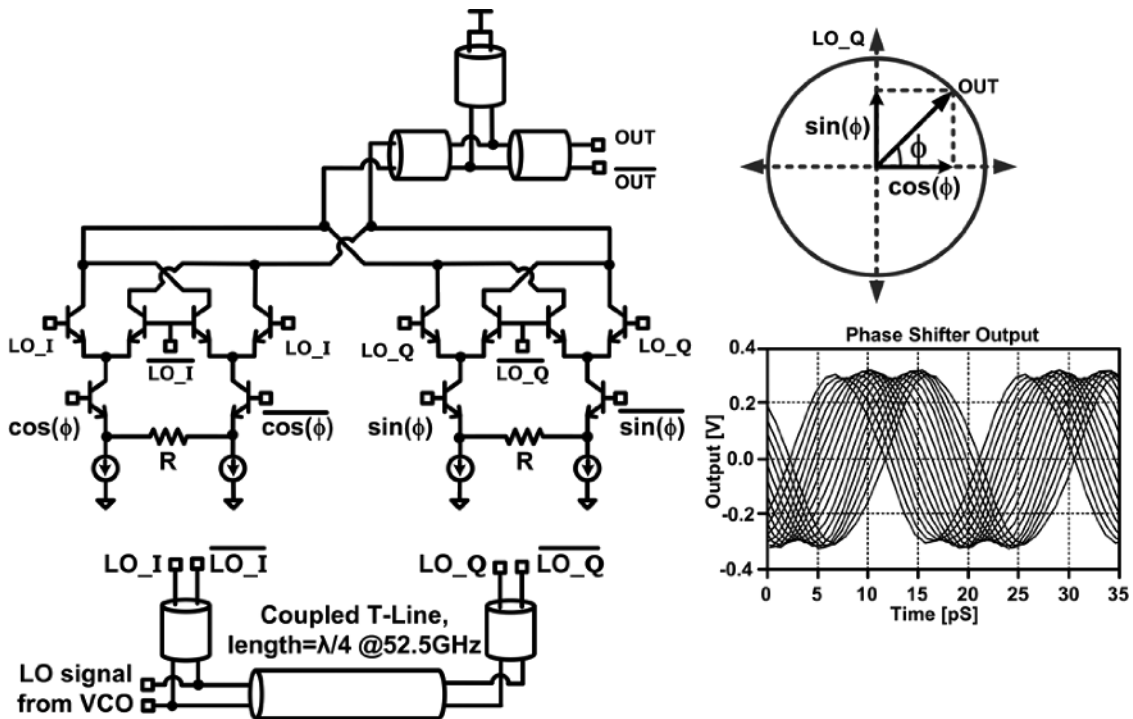 OUT
OUT
LO_I
LO_I
LO_I
LO_Q
LO_Q
LO_Q
cos(ϕ)
cos(ϕ)
R
sin(ϕ)
sin(ϕ)
R
LO_I
LO_I
LO_Q
LO_Q
Coupled T-Line,
length=λ/4 @52.5GHz
LO signal
from VCO
LO_Q
OUT
sin(ϕ)
ϕ
cos(ϕ)
Phase Shifter Output
Output [V]
0.4
0.2
0.0
-0.2
-0.4
0 5 10 15 20 25 30 35
Time [pS]